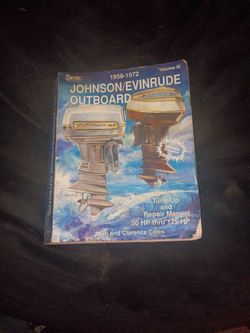 1958-1972
Volume III
JOHNSON/EVINRUDE
OUTBOARD
Johnson
Tune-Up
and
Repair Manual
50 HP thru 125 HP
Joan and Clarence Coles